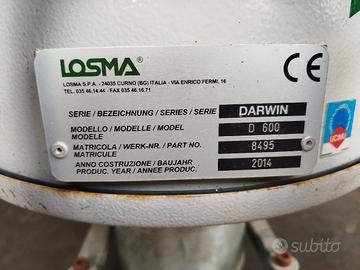 LOSMA®
LOSMA S.P.A. - 24035 CURNO (BG) ITALIA - VIA ENRICO FERMI, 16
TEL. 035 46.14.44 - FAX 035 46.16.71
SERIE / BEZEICHNUNG / SERIES / SERIE DARWIN
MODELLO / MODELLE / MODEL D 600
MODELE
MATRICOLA / WERK-NR. / PART NO. 8495
MATRICULE
ANNO COSTRUZIONE / BAUJAHR 2014
PRODUC. YEAR / ANNEE PRODUC.
CE
UCIMU
subito